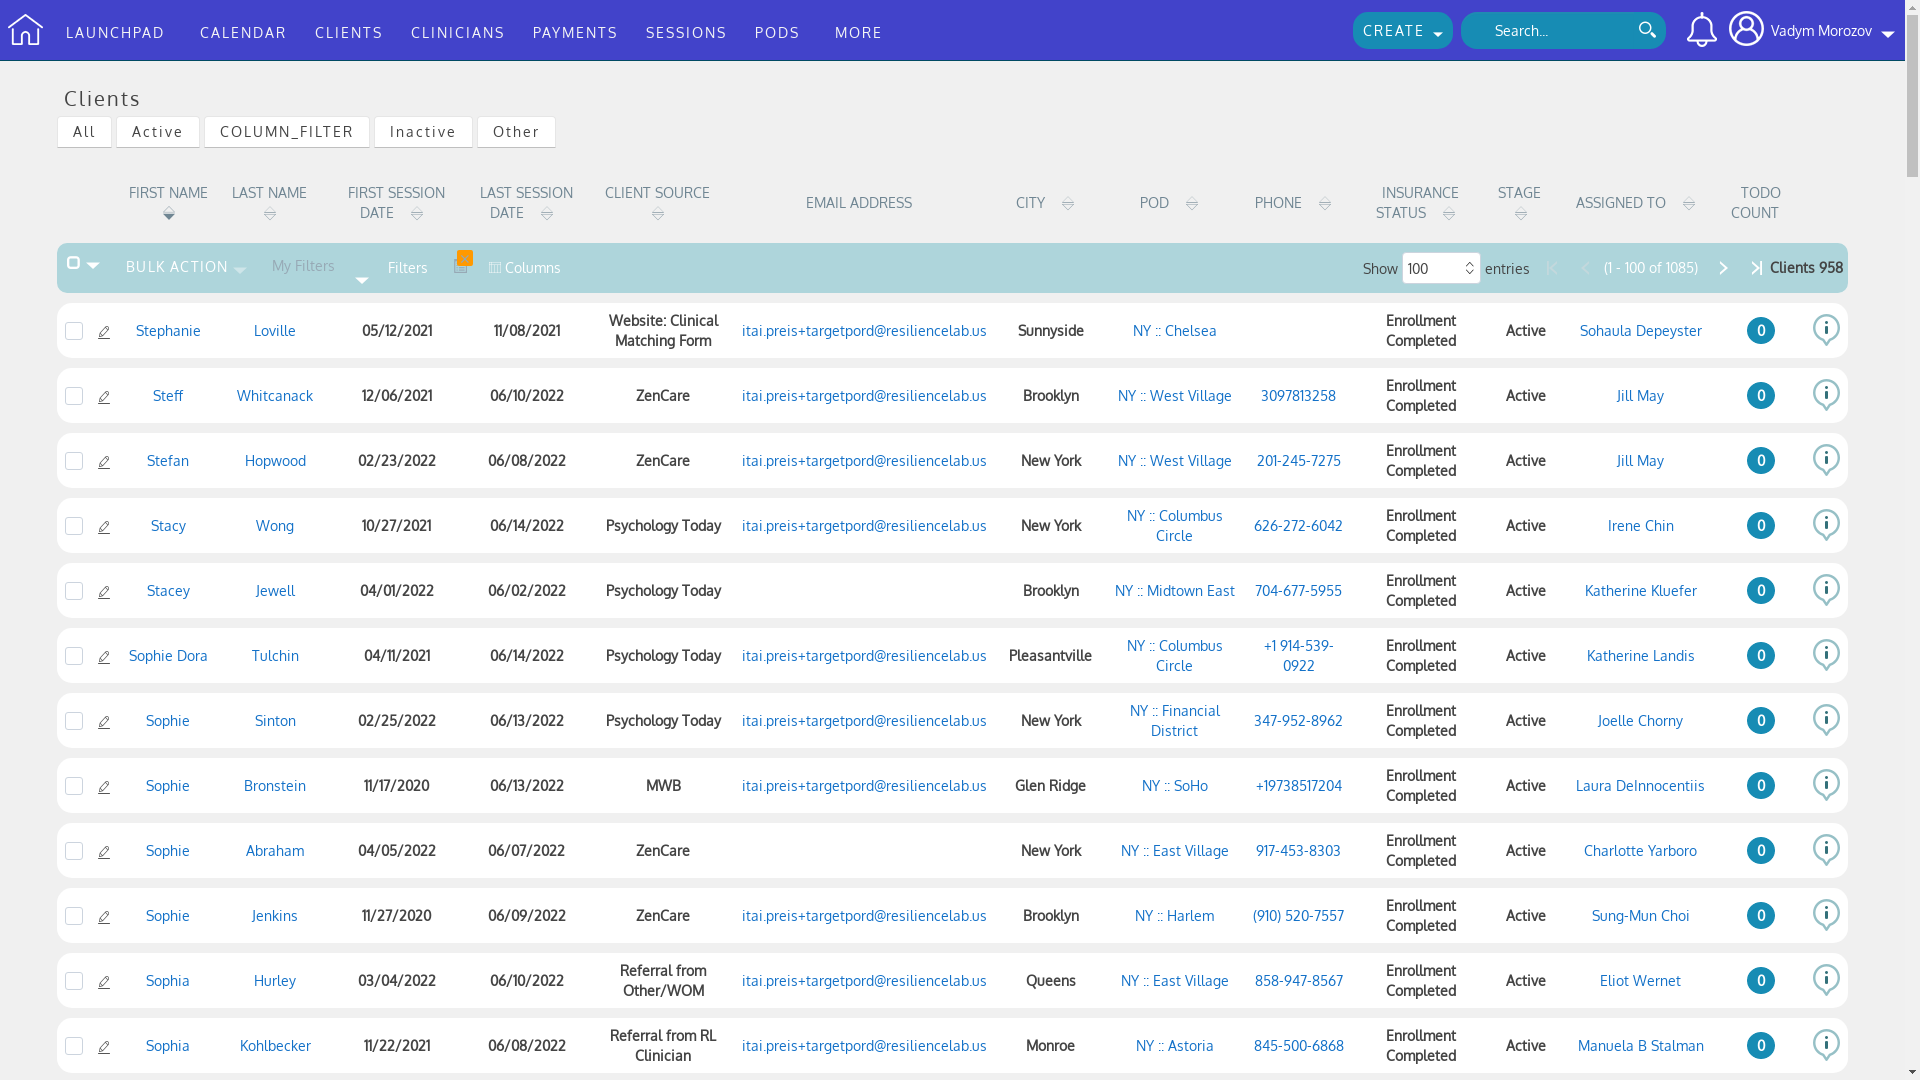 LAUNCHPAD CALENDAR CLIENTS CLINICIANS PAYMENTS SESSIONS PODS MORE CREATE Search... Vadym Morozov
Clients
All Active COLUMN_FILTER Inactive Other
FIRST NAME LAST NAME FIRST SESSION DATE LAST SESSION DATE CLIENT SOURCE EMAIL ADDRESS CITY POD PHONE INSURANCE STATUS STAGE ASSIGNED TO TODO COUNT
BULK ACTION My Filters Filters Columns Show 100 entries (1 - 100 of 1085) Clients 958
Stephanie Loville 05/12/2021 11/08/2021 Website: Clinical Matching Form itai.preis+targetpord@resiliencelab.us Sunnyside NY :: Chelsea Enrollment Completed Active Sohaula Depeyster 0
Steff Whitcanack 12/06/2021 06/10/2022 ZenCare itai.preis+targetpord@resiliencelab.us Brooklyn NY :: West Village 3097813258 Enrollment Completed Active Jill May 0
Stefan Hopwood 02/23/2022 06/08/2022 ZenCare itai.preis+targetpord@resiliencelab.us New York NY :: West Village 201-245-7275 Enrollment Completed Active Jill May 0
Stacy Wong 10/27/2021 06/14/2022 Psychology Today itai.preis+targetpord@resiliencelab.us New York NY :: Columbus Circle 626-272-6042 Enrollment Completed Active Irene Chin 0
Stacey Jewell 04/01/2022 06/02/2022 Psychology Today Brooklyn NY :: Midtown East 704-677-5955 Enrollment Completed Active Katherine Kluefer 0
Sophie Dora Tulchin 04/11/2021 06/14/2022 Psychology Today itai.preis+targetpord@resiliencelab.us Pleasantville NY :: Columbus Circle +1 914-539-0922 Enrollment Completed Active Katherine Landis 0
Sophie Sinton 02/25/2022 06/13/2022 Psychology Today itai.preis+targetpord@resiliencelab.us New York NY :: Financial District 347-952-8962 Enrollment Completed Active Joelle Chorny 0
Sophie Bronstein 11/17/2020 06/13/2022 MWB itai.preis+targetpord@resiliencelab.us Glen Ridge NY :: SoHo +19738517204 Enrollment Completed Active Laura DeInnocentiis 0
Sophie Abraham 04/05/2022 06/07/2022 ZenCare New York NY :: East Village 917-453-8303 Enrollment Completed Active Charlotte Yarboro 0
Sophie Jenkins 11/27/2020 06/09/2022 ZenCare itai.preis+targetpord@resiliencelab.us Brooklyn NY :: Harlem (910) 520-7557 Enrollment Completed Active Sung-Mun Choi 0
Sophia Hurley 03/04/2022 06/10/2022 Referral from Other/WOM itai.preis+targetpord@resiliencelab.us Queens NY :: East Village 858-947-8567 Enrollment Completed Active Eliot Wernet 0
Sophia Kohlbecker 11/22/2021 06/08/2022 Referral from RL Clinician itai.preis+targetpord@resiliencelab.us Monroe NY :: Astoria 845-500-6868 Enrollment Completed Active Manuela B Stalman 0